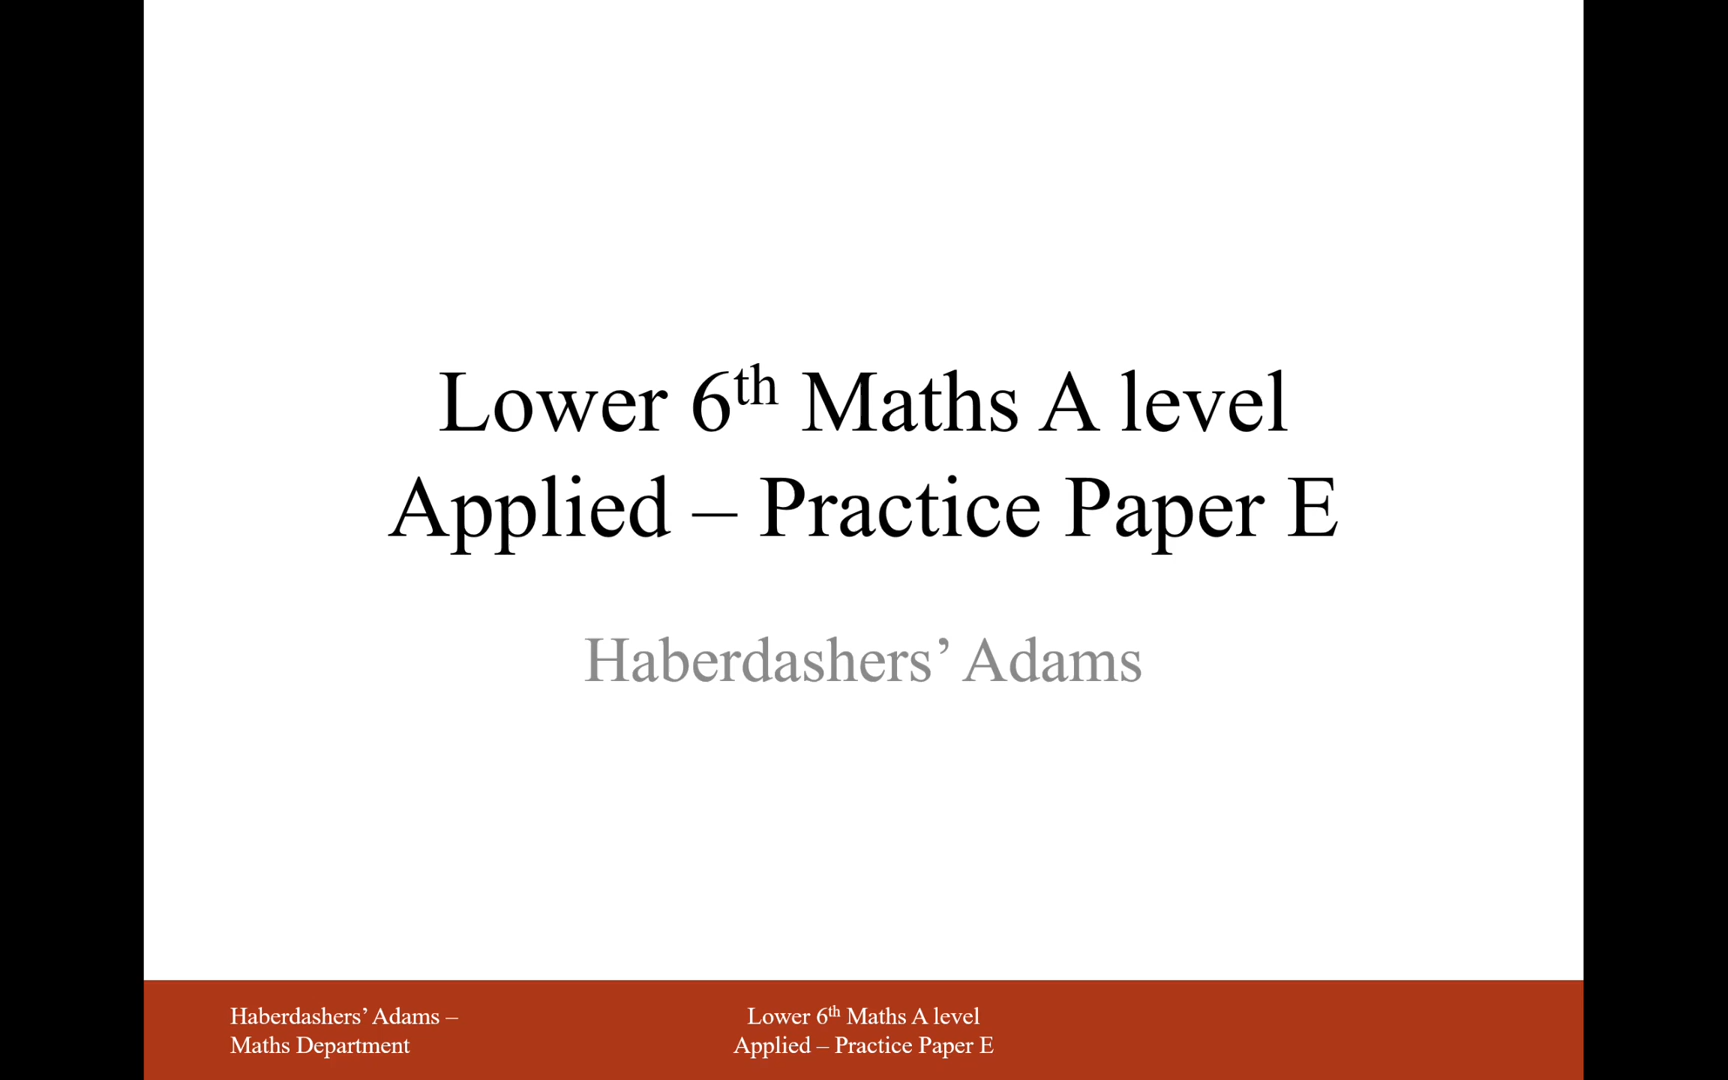 Lower 6th Maths A level
Applied – Practice Paper E
Haberdashers’ Adams
Haberdashers’ Adams –
Maths Department
Lower 6th Maths A level
Applied – Practice Paper E